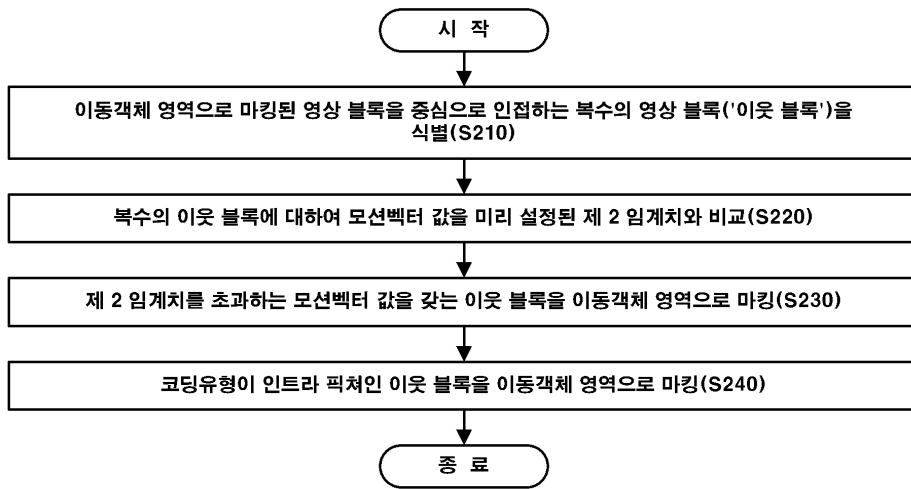 시 작
이동객체 영역으로 마킹된 영상 블록을 중심으로 인접하는 복수의 영상 블록('이웃 블록')을
식별(S210)
복수의 이웃 블록에 대하여 모션벡터 값을 미리 설정된 제 2 임계치와 비교(S220)
제 2 임계치를 초과하는 모션벡터 값을 갖는 이웃 블록을 이동객체 영역으로 마킹(S230)
코딩유형이 인트라 픽쳐인 이웃 블록을 이동객체 영역으로 마킹(S240)
종 료